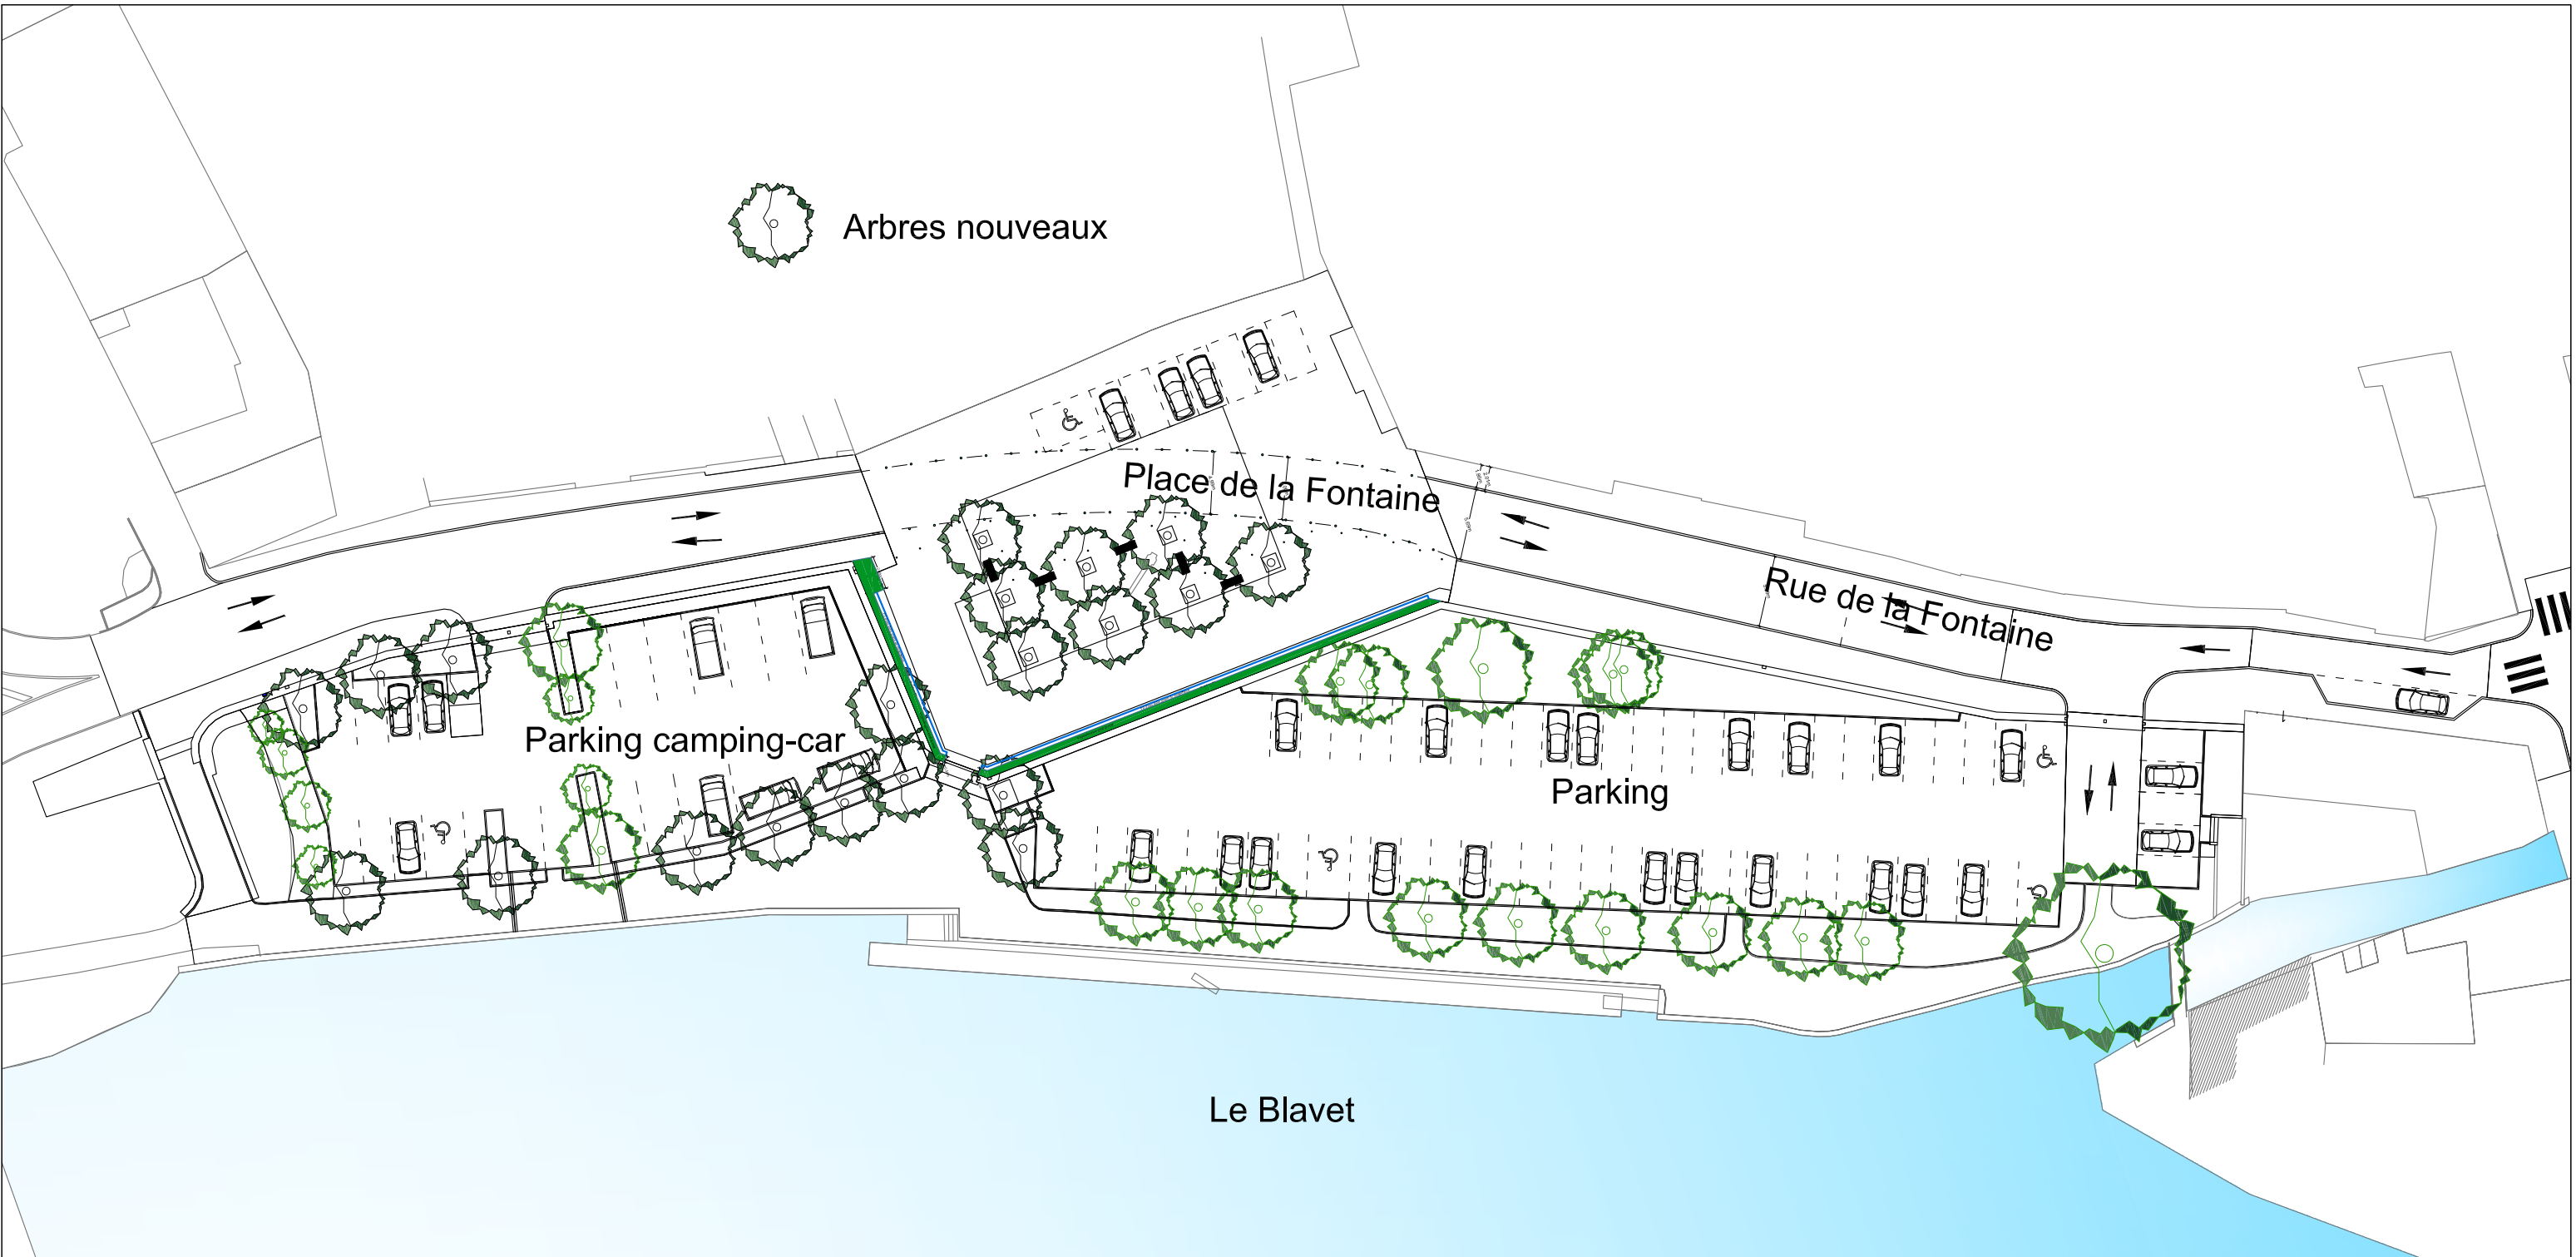 Arbres nouveaux
Place de la Fontaine
Rue de la Fontaine
Parking camping-car
Parking
Le Blavet